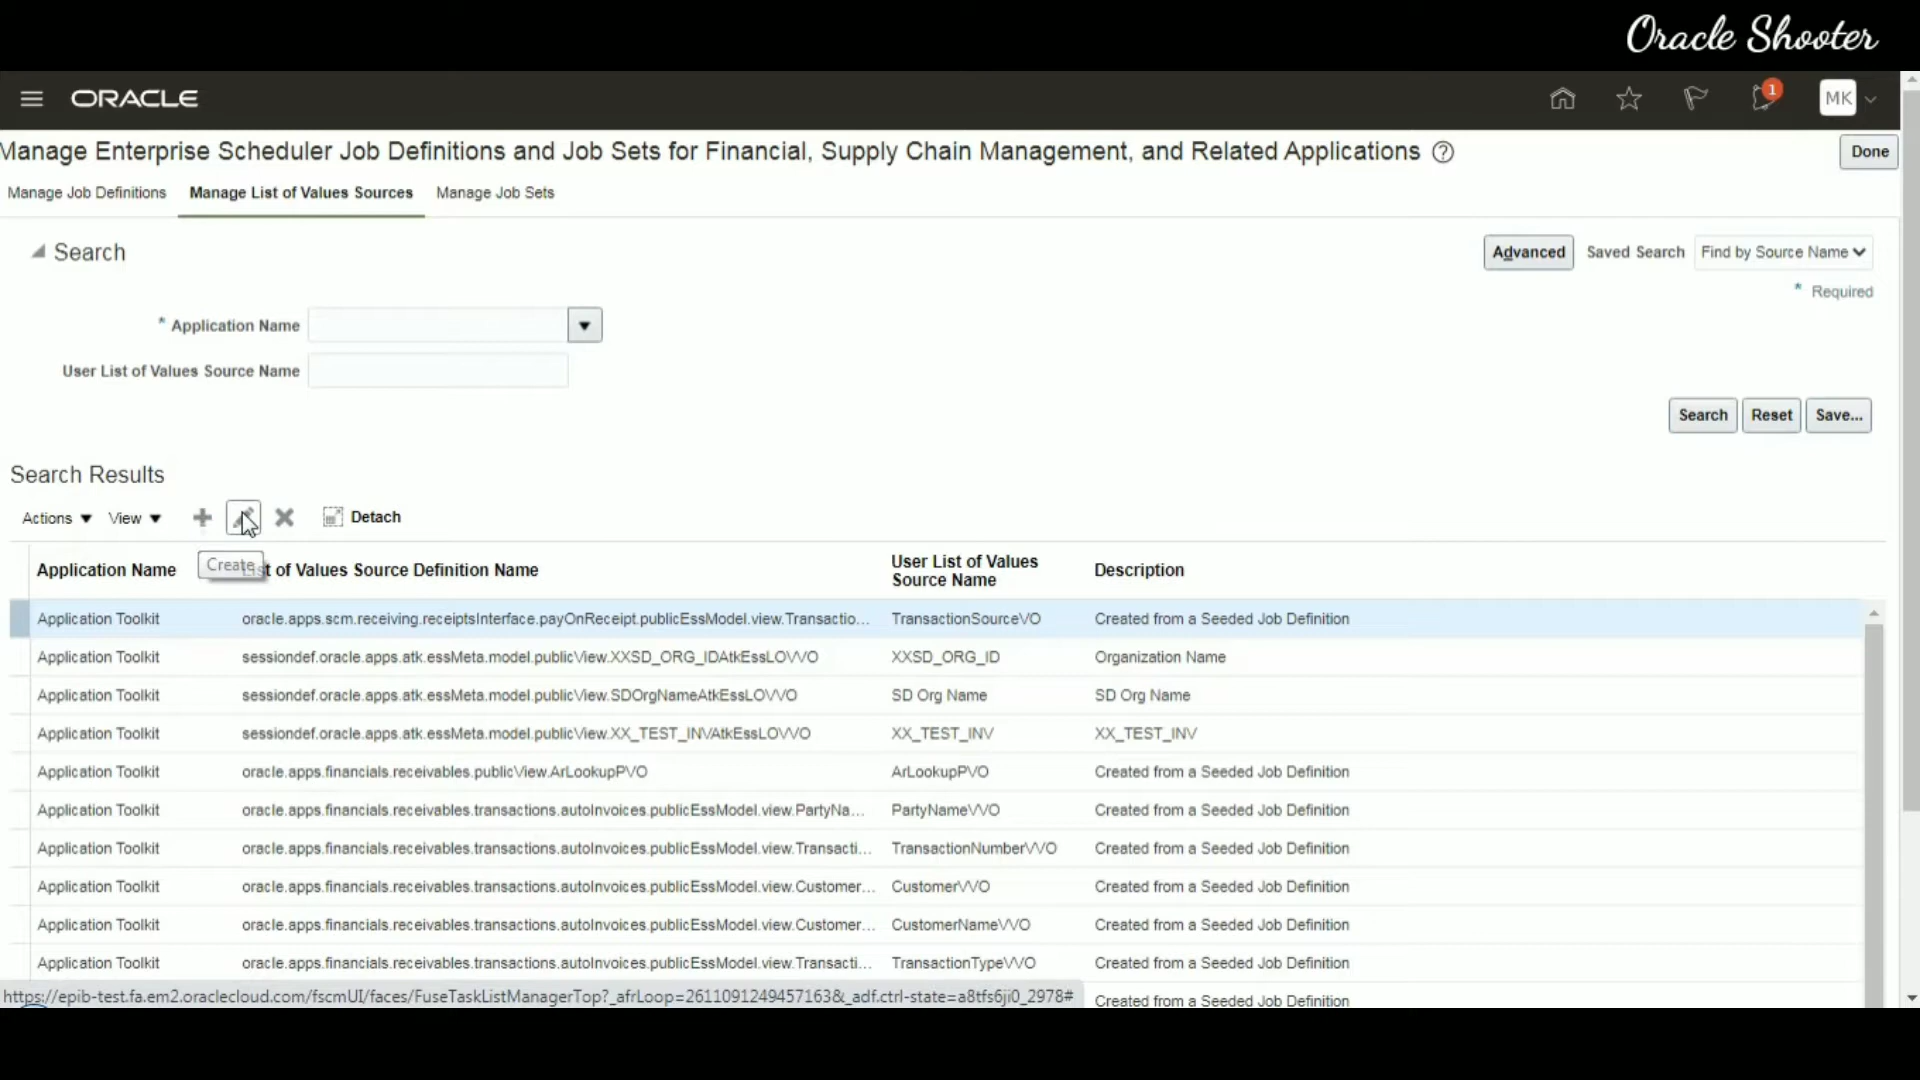 Oracle Shooter
ORACLE
1
MK
Manage Enterprise Scheduler Job Definitions and Job Sets for Financial, Supply Chain Management, and Related Applications ?
Done
Manage Job Definitions Manage List of Values Sources Manage Job Sets
Search
Advanced Saved Search Find by Source Name
* Required
* Application Name
User List of Values Source Name
Search Reset Save...
Search Results
Actions View Detach
Create
Application Name List of Values Source Definition Name User List of Values Source Name Description
Application Toolkit oracle.apps.scm.receiving.receiptsInterface.payOnReceipt.publicEssModel.view.Transactio... TransactionSourceVO Created from a Seeded Job Definition
Application Toolkit sessiondef.oracle.apps.atk.essMeta.model.publicView.XXSD_ORG_IDAtkEssLOVVO XXSD_ORG_ID Organization Name
Application Toolkit sessiondef.oracle.apps.atk.essMeta.model.publicView.SDOrgNameAtkEssLOVVO SD Org Name SD Org Name
Application Toolkit sessiondef.oracle.apps.atk.essMeta.model.publicView.XX_TEST_INVAtkEssLOVVO XX_TEST_INV XX_TEST_INV
Application Toolkit oracle.apps.financials.receivables.publicView.ArLookupPVO ArLookupPVO Created from a Seeded Job Definition
Application Toolkit oracle.apps.financials.receivables.transactions.autoInvoices.publicEssModel.view.PartyNa... PartyNameVVO Created from a Seeded Job Definition
Application Toolkit oracle.apps.financials.receivables.transactions.autoInvoices.publicEssModel.view.Transacti... TransactionNumberVVO Created from a Seeded Job Definition
Application Toolkit oracle.apps.financials.receivables.transactions.autoInvoices.publicEssModel.view.Customer... CustomerVVO Created from a Seeded Job Definition
Application Toolkit oracle.apps.financials.receivables.transactions.autoInvoices.publicEssModel.view.Customer... CustomerNameVVO Created from a Seeded Job Definition
Application Toolkit oracle.apps.financials.receivables.transactions.autoInvoices.publicEssModel.view.Transacti... TransactionTypeVVO Created from a Seeded Job Definition
https://epib-test.fa.em2.oraclecloud.com/fscmUI/faces/FuseTaskListManagerTop?_afrLoop=26110912494571638&_adf.ctrl-state=a8tfs6ji0_2978# Created from a Seeded Job Definition